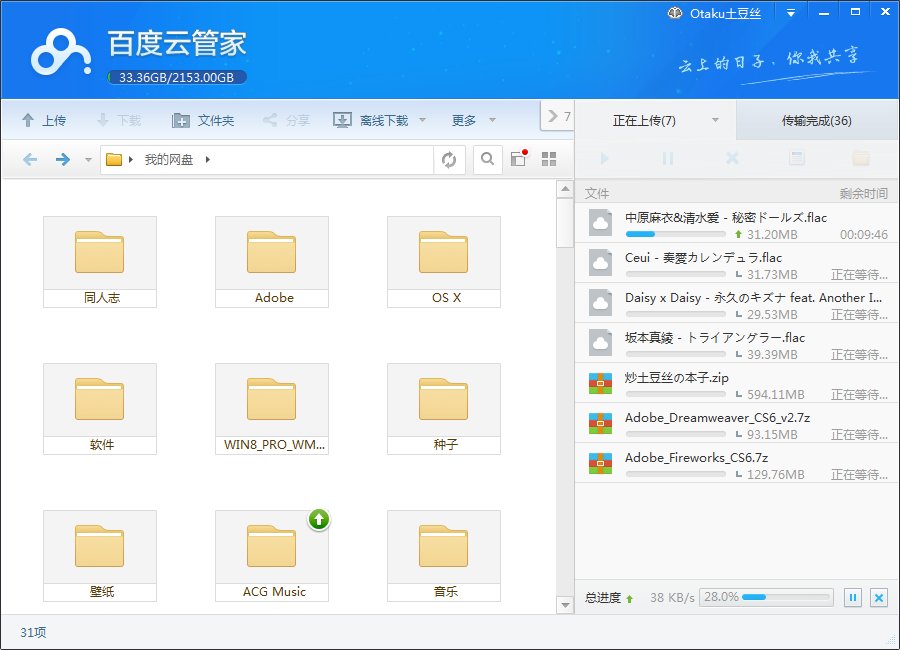 Otaku土豆丝
百度云管家
33.36GB/2153.00GB
云上的日子，你我共享
上传
下载
文件夹
分享
离线下载
更多
7
正在上传(7)
传输完成(36)
我的网盘
文件
剩余时间
中原麻衣&清水愛 - 秘密ドールズ.flac
31.20MB
00:09:46
Ceui - 奏愛カレンデュラ.flac
31.73MB
正在等待...
Daisy x Daisy - 永久のキズナ feat. Another I...
29.53MB
正在等待...
坂本真綾 - トライアングラー.flac
39.39MB
正在等待...
炒土豆丝の本子.zip
594.11MB
正在等待...
Adobe_Dreamweaver_CS6_v2.7z
93.15MB
正在等待...
Adobe_Fireworks_CS6.7z
129.76MB
正在等待...
同人志
Adobe
OS X
软件
WIN8_PRO_WM...
种子
壁纸
ACG Music
音乐
总进度
38 KB/s
28.0%
31项